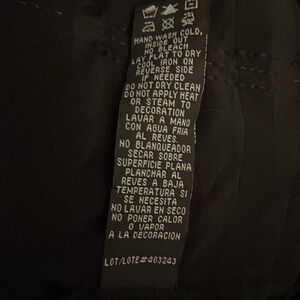 HAND WASH COLD,
INSIDE OUT
NO BLEACH
LAY FLAT TO DRY
COOL IRON ON
REVERSE SIDE
IF NEEDED
DO NOT DRY CLEAN
DO NOT APPLY HEAT
OR STEAM TO
DECORATION
LAVAR A MANO
CON AGUA FRIA
AL REVES.
NO BLANQUEADOR
SECAR SOBRE
SUPERFICIE PLANA
PLANCHAR AL
REVES A BAJA
TEMPERATURA SI
SE NECESITA
NO LAVAR EN SECO
NO PONER CALOR
O VAPOR
A LA DECORACION
LOT/LOTE#403243